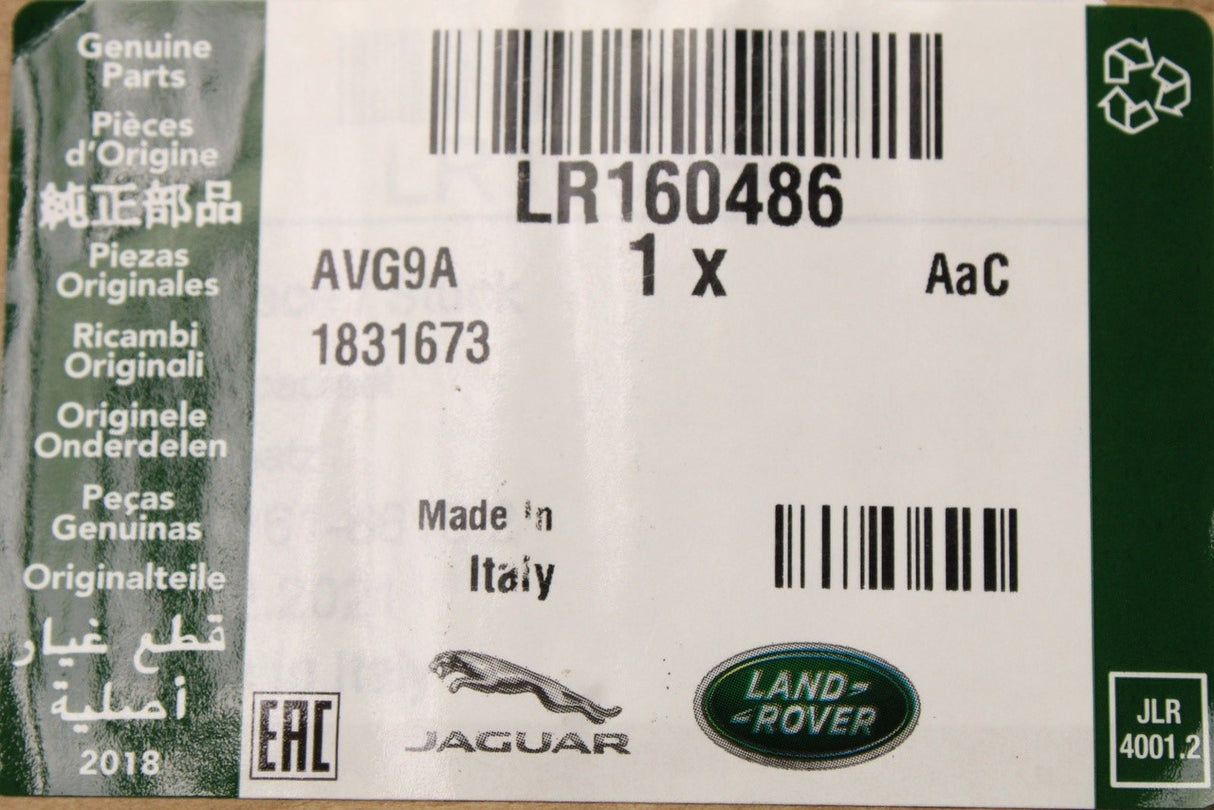 Genuine
Parts
Pièces
d'Origine
純正部品
Piezas
Originales
Ricambi
Originali
Originele
Onderdelen
Peças
Genuinas
Originalteile
قطع غيار
أصلية
2018
LR160486
AVG9A 1 x AaC
1831673
Made In
Italy
EAC
JAGUAR
LAND-
-ROVER
JLR
4001.2